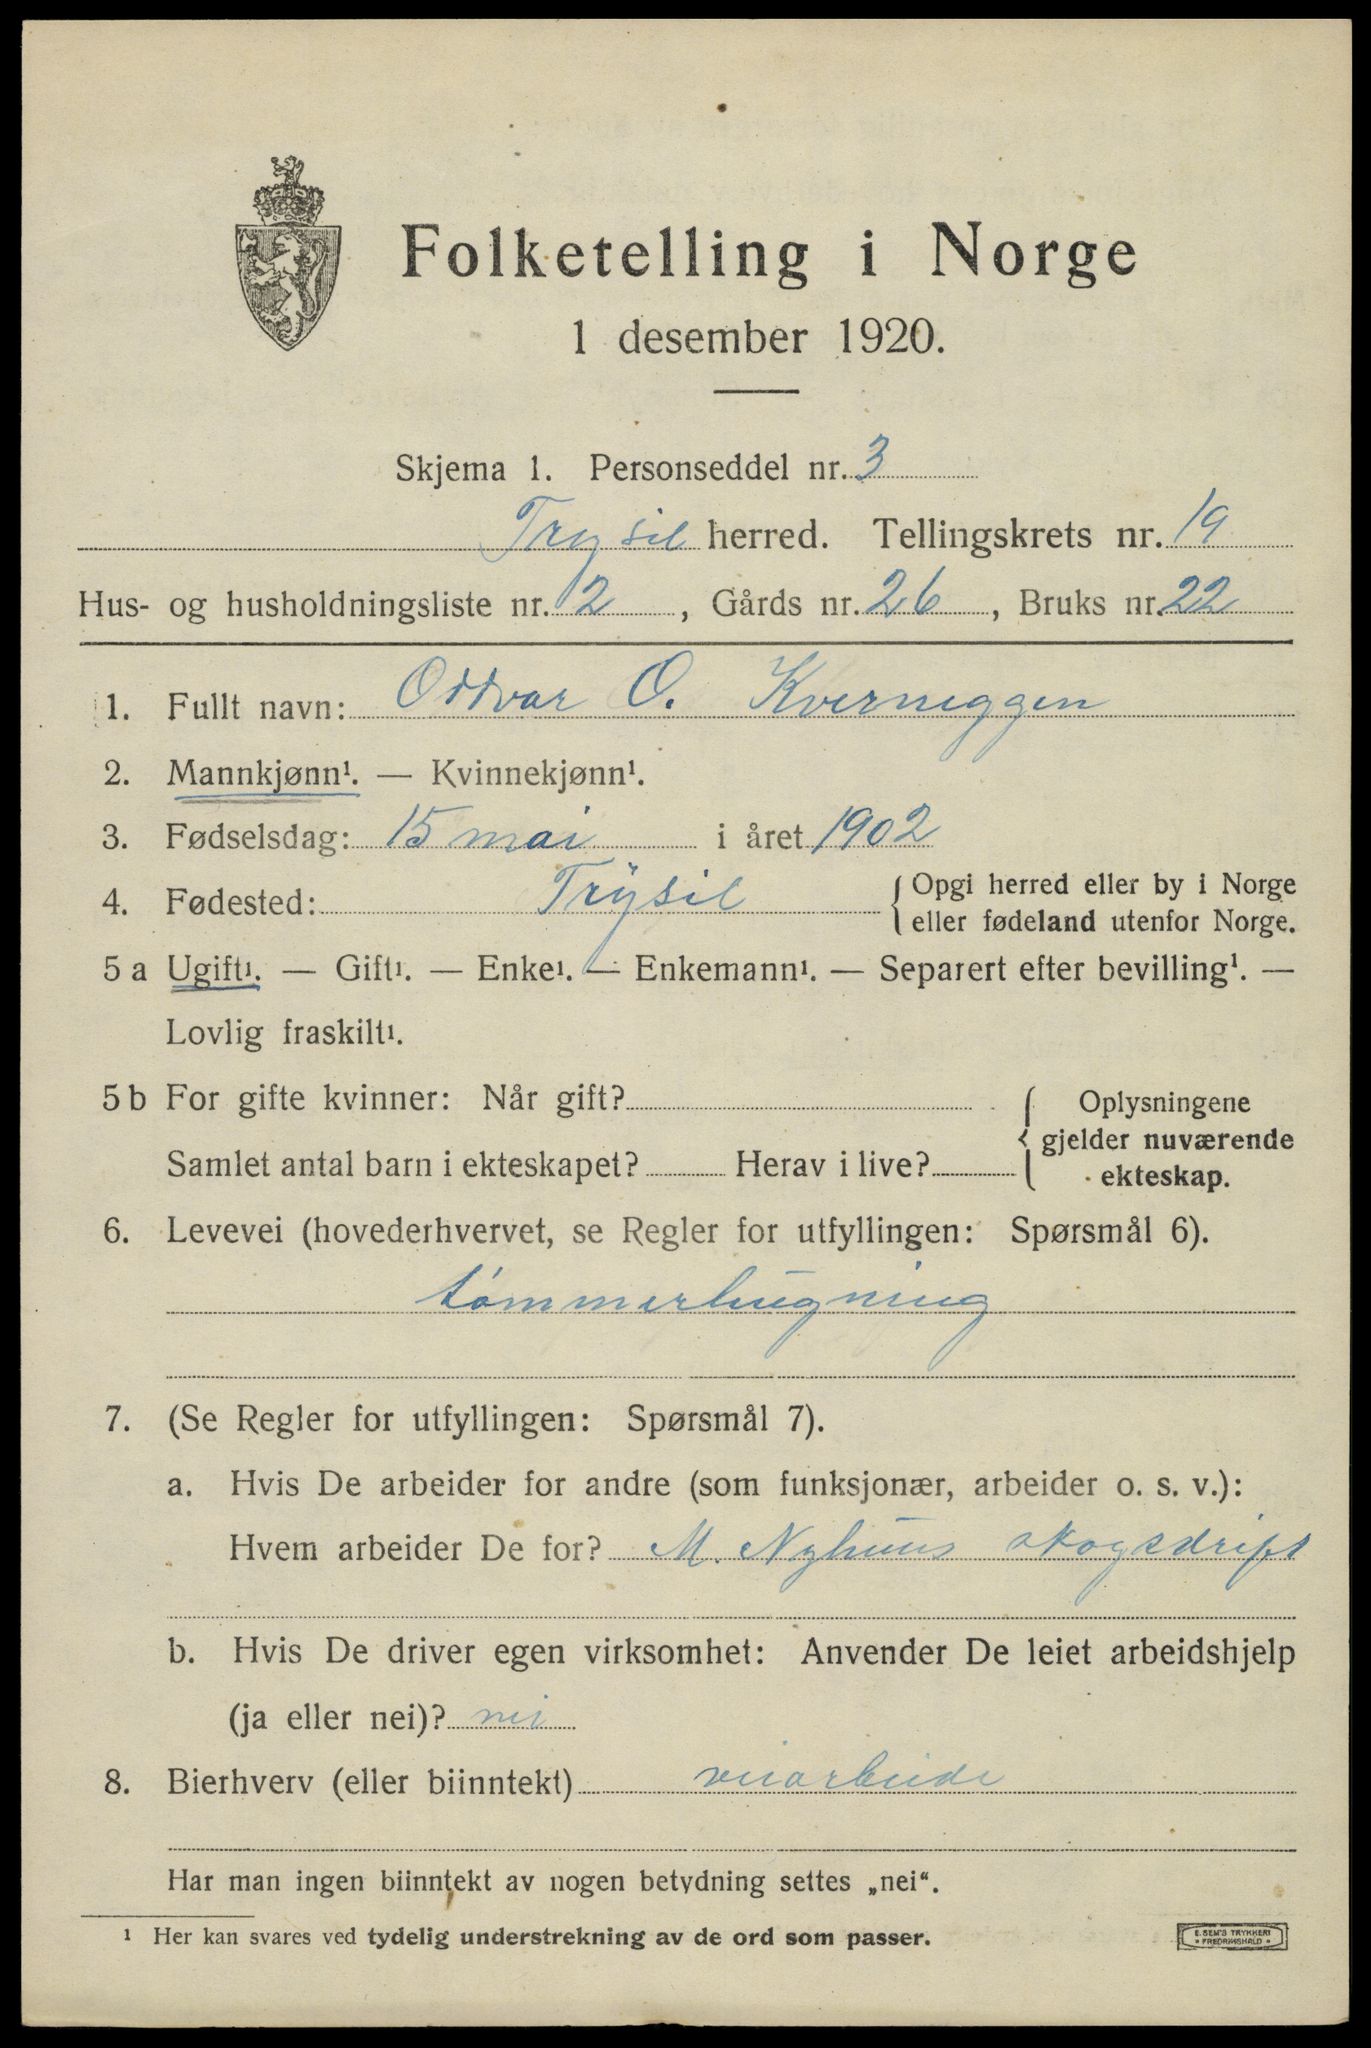 Folketelling i Norge
1 desember 1920.
Skjema 1. Personseddel nr. 3
Trysil herred. Tellingskrets nr. 19
Hus- og husholdningsliste nr. 2, Gårds nr. 26, Bruks nr. 22
1. Fullt navn: Oddvar O. Kverneggen
2. Mannkjønn¹. — Kvinnekjønn¹.
3. Fødselsdag: 15 mai i året 1902
4. Fødested: Trysil { Opgi herred eller by i Norge
eller fødeland utenfor Norge.
5 a Ugift¹. — Gift¹. — Enke¹. — Enkemann¹. — Separert efter bevilling¹. —
Lovlig fraskilt¹.
5 b For gifte kvinner: Når gift? { Oplysningene
gjelder nuværende
Samlet antal barn i ekteskapet? Herav i live?
ekteskap.
6. Levevei (hovederhvervet, se Regler for utfyllingen: Spørsmål 6).
tømmerhugning
7. (Se Regler for utfyllingen: Spørsmål 7).
a. Hvis De arbeider for andre (som funksjonær, arbeider o. s. v.):
Hvem arbeider De for? M. Nyhuus skogsdrift
b. Hvis De driver egen virksomhet: Anvender De leiet arbeidshjelp
(ja eller nei)? nei
8. Bierhverv (eller biinntekt) veiarbeide
Har man ingen biinntekt av nogen betydning settes „nei“.
¹ Her kan svares ved tydelig understrekning av de ord som passer.
E. SEM'S TRYKKERI
FREDRIKSHALD